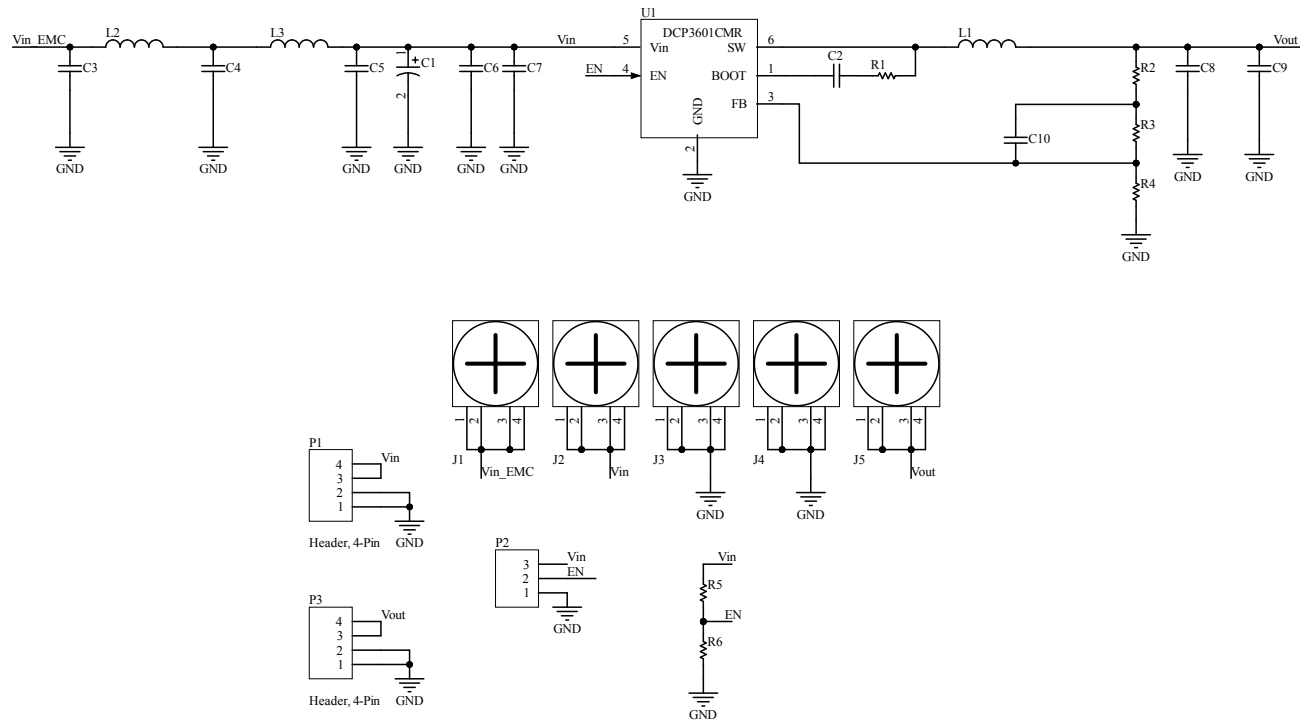 U1
Vin_EMC L2 L3 Vin 5 Vin DCP3601CMR SW 6 L1 Vout
C3 C4 C5 1 + C1 2 C6 C7 EN 4 EN BOOT 1 C2 R1 R2 C8 C9
GND 2 FB 3 C10 R3
GND GND GND GND GND GND GND R4 GND GND
GND
1 2 3 4 1 2 3 4 1 2 3 4 1 2 3 4 1 2 3 4
J1 J2 J3 J4 J5
Vin_EMC Vin GND GND Vout
P1
4 Vin
3
2
1
Header, 4-Pin GND
P2
3 Vin
2 EN
1
GND
Vin
R5
EN
R6
GND
P3
4 Vout
3
2
1
Header, 4-Pin GND